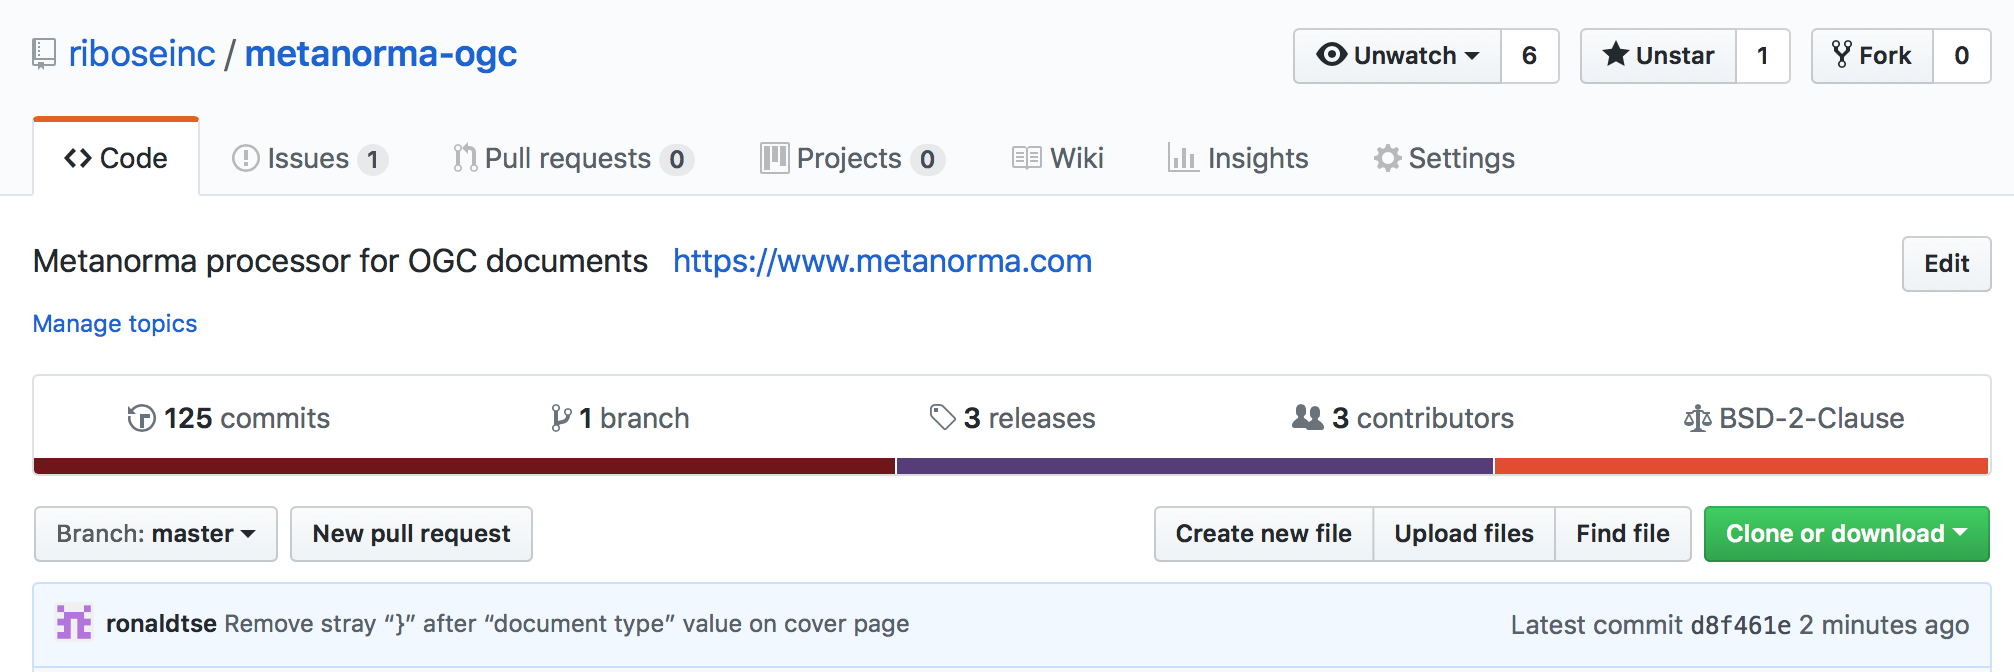 riboseinc / metanorma-ogc Unwatch 6 Unstar 1 Fork 0
Code Issues 1 Pull requests 0 Projects 0 Wiki Insights Settings
Metanorma processor for OGC documents https://www.metanorma.com Edit
Manage topics
125 commits 1 branch 3 releases 3 contributors BSD-2-Clause
Branch: master New pull request Create new file Upload files Find file Clone or download
ronaldtse Remove stray “}” after “document type” value on cover page Latest commit d8f461e 2 minutes ago